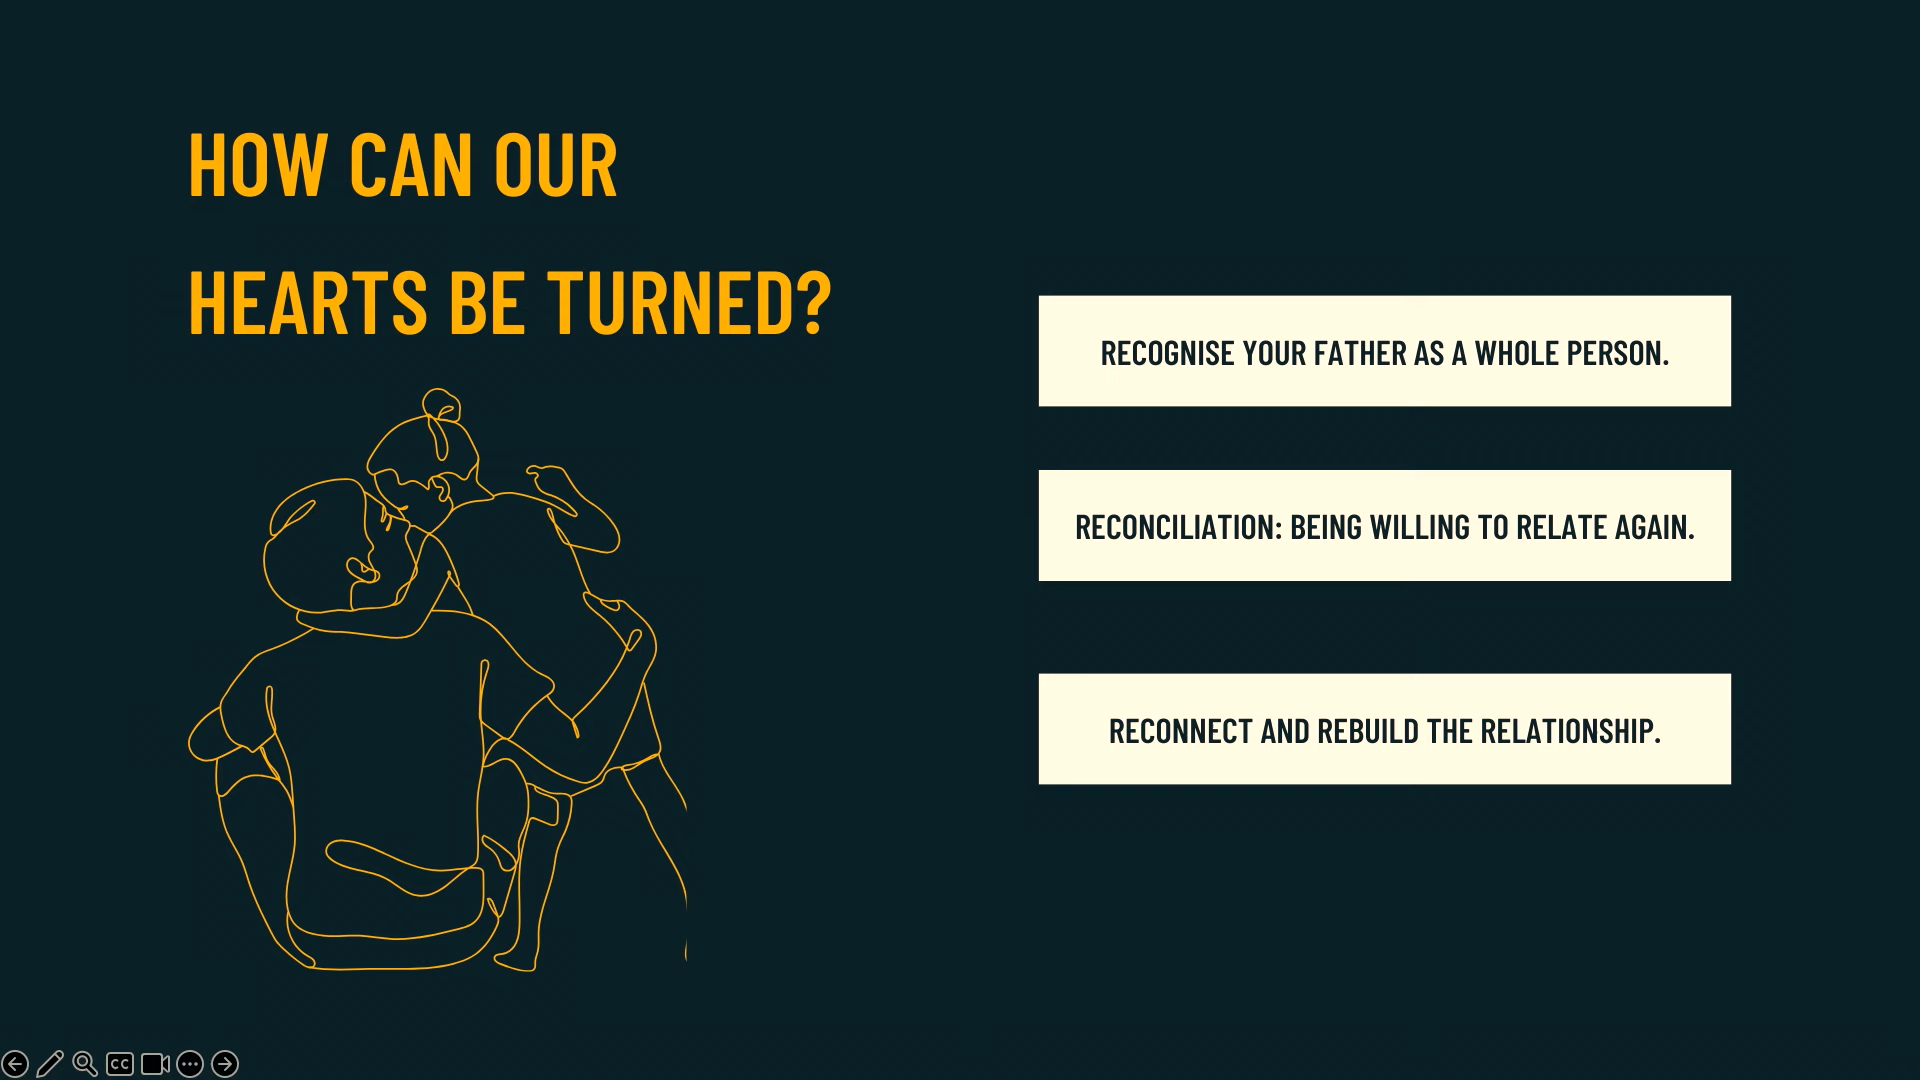 HOW CAN OUR
HEARTS BE TURNED?
RECOGNISE YOUR FATHER AS A WHOLE PERSON.
RECONCILIATION: BEING WILLING TO RELATE AGAIN.
RECONNECT AND REBUILD THE RELATIONSHIP.
CC